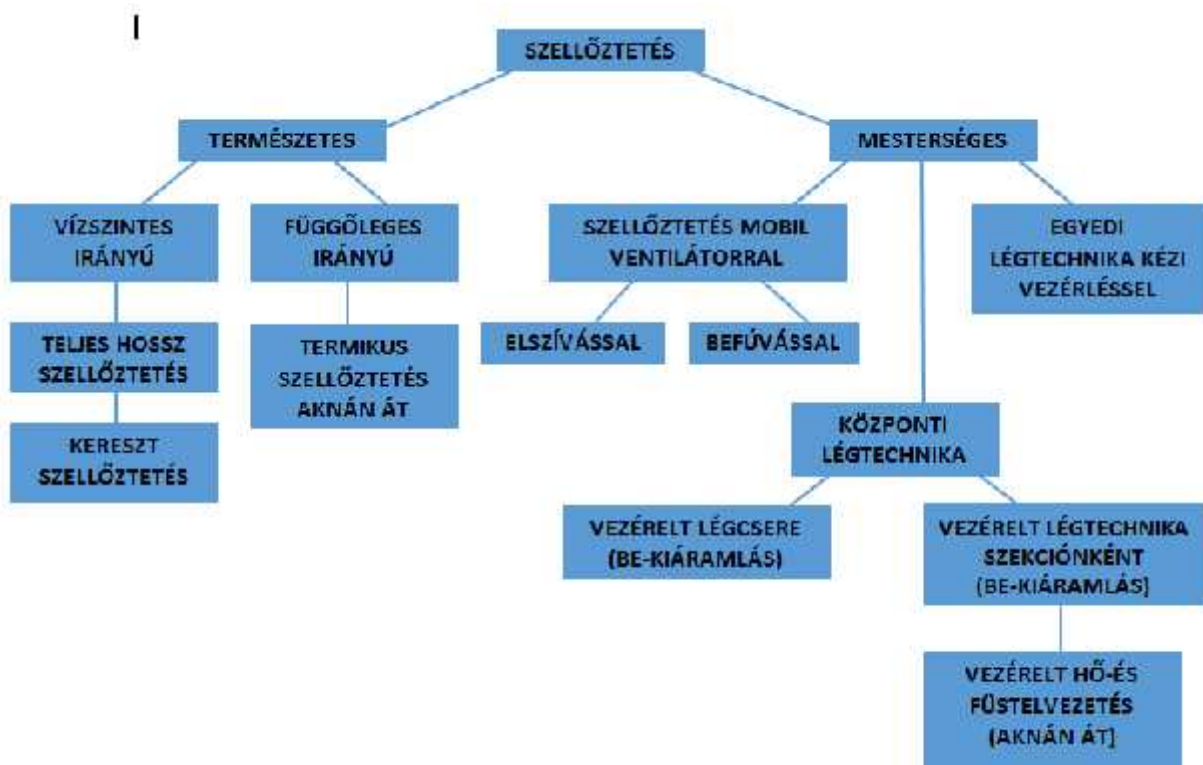 SZELLŐZTETÉS
TERMÉSZETES
MESTERSÉGES
VÍZSZINTES
IRÁNYÚ
FÜGGŐLEGES
IRÁNYÚ
SZELLŐZTETÉS MOBIL
VENTILÁTORRAL
EGYEDI
LÉGTECHNIKA KÉZI
VEZÉRLÉSSEL
TELJES HOSSZ
SZELLŐZTETÉS
TERMIKUS
SZELLŐZTETÉS
AKNÁN ÁT
ELSZÍVÁSSAL
BEFÚVÁSSAL
KERESZT
SZELLŐZTETÉS
KÖZPONTI
LÉGTECHNIKA
VEZÉRELT LÉGCSERE
(BE-KIÁRAMLÁS)
VEZÉRELT LÉGTECHNIKA
SZEKCIÓNKÉNT
(BE-KIÁRAMLÁS)
VEZÉRELT HŐ-ÉS
FÜSTELVEZETÉS
(AKNÁN ÁT)